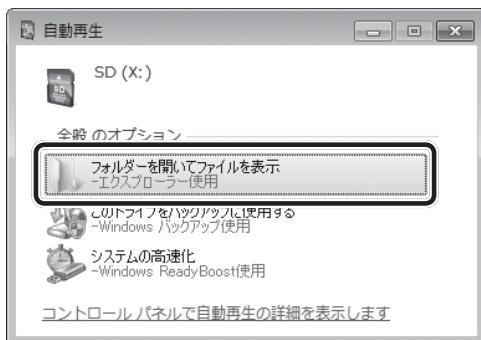 自動再生
SD (X:)
全般 のオプション
フォルダーを開いてファイルを表示
-エクスプローラー使用
このドライブをバックアップに使用する
-Windows バックアップ使用
システムの高速化
-Windows ReadyBoost使用
コントロール パネルで自動再生の詳細を表示します